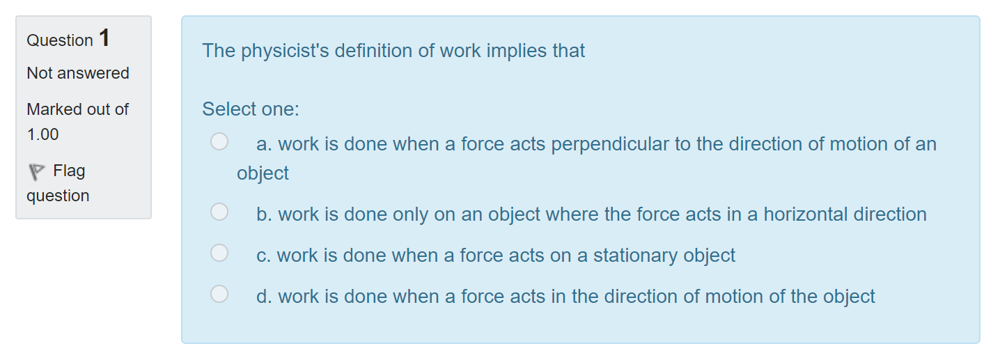 Question 1
Not answered
Marked out of
1.00
Flag
question
The physicist's definition of work implies that
Select one:
a. work is done when a force acts perpendicular to the direction of motion of an
object
b. work is done only on an object where the force acts in a horizontal direction
c. work is done when a force acts on a stationary object
d. work is done when a force acts in the direction of motion of the object